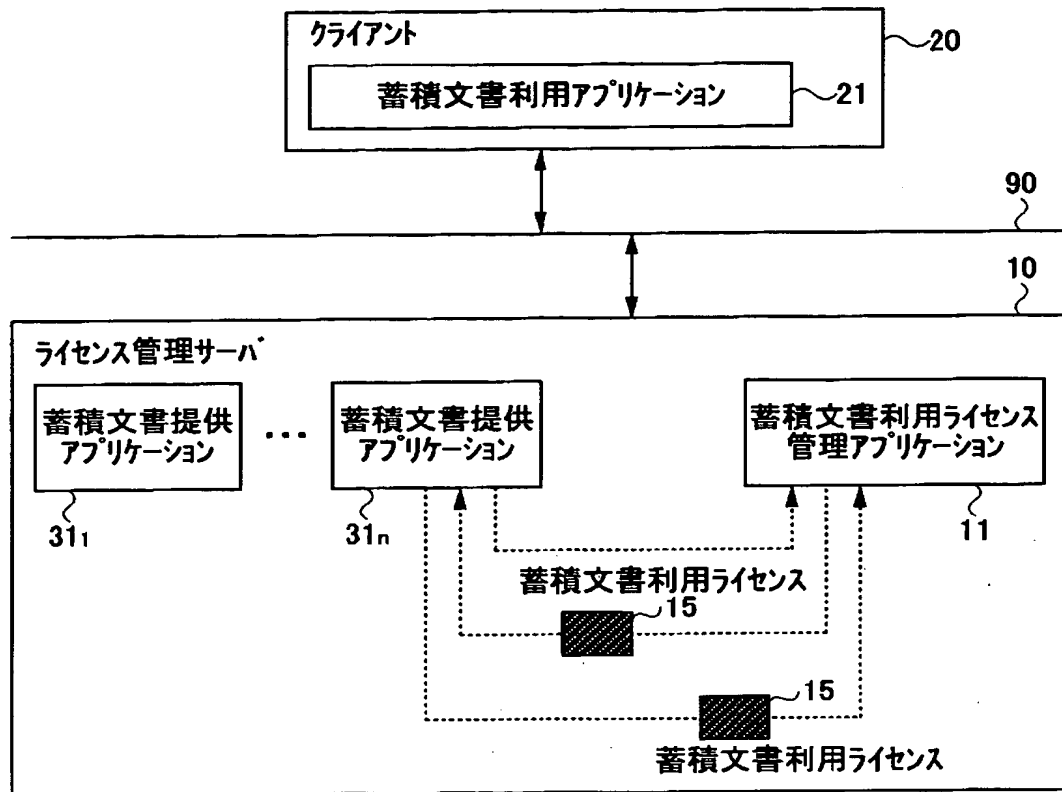 クライアント
20
蓄積文書利用アプリケーション
21
90
10
ライセンス管理サーバ
蓄積文書提供
アプリケーション
...
蓄積文書提供
アプリケーション
蓄積文書利用ライセンス
管理アプリケーション
31₁
31ₙ
11
蓄積文書利用ライセンス
15
15
蓄積文書利用ライセンス